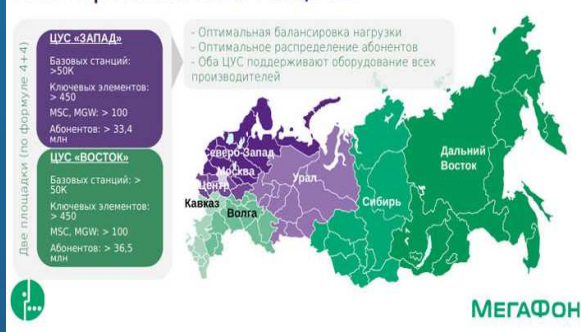 Две площадки (по формуле 4+4)
ЦУС «ЗАПАД»
Базовых станций:
>50К
Ключевых элементов:
> 450
MSC, MGW: > 100
Абонентов: > 33,4
млн
ЦУС «ВОСТОК»
Базовых станций: >
50К
Ключевых элементов:
> 450
MSC, MGW: > 100
Абонентов: > 36,5
млн
- Оптимальная балансировка нагрузки
- Оптимальное распределение абонентов
- Оба ЦУС поддерживают оборудование всех
производителей
Северо-Запад
Москва
Центр
Кавказ
Волга
Урал
Сибирь
Дальний
Восток
МЕГАФОН